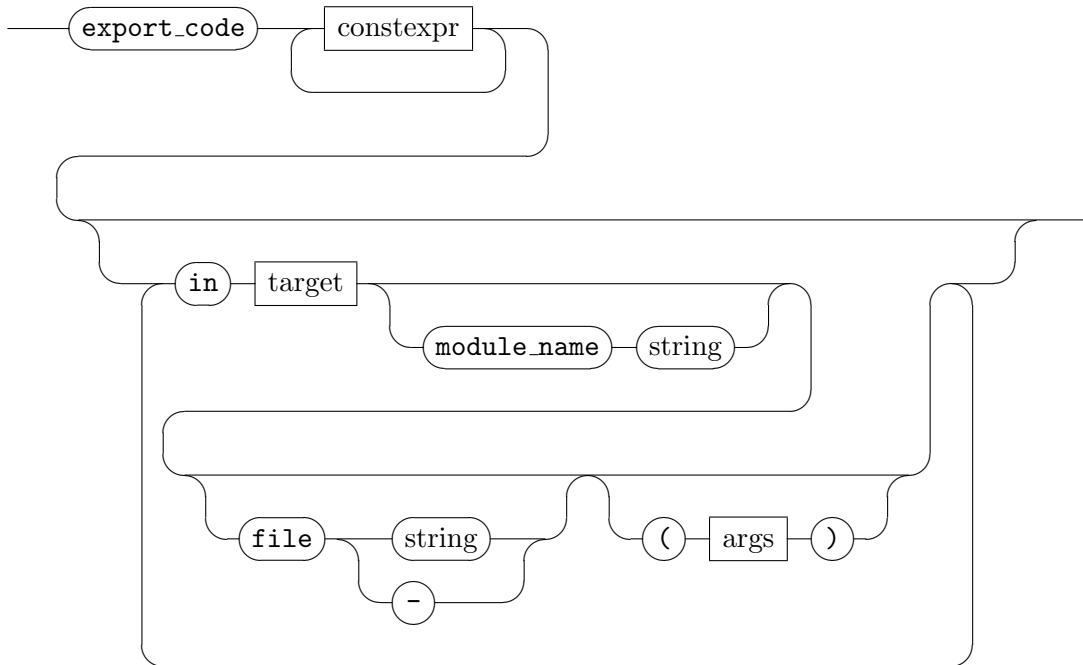 export_code constexpr
in target
module_name string
file string ( args )
-